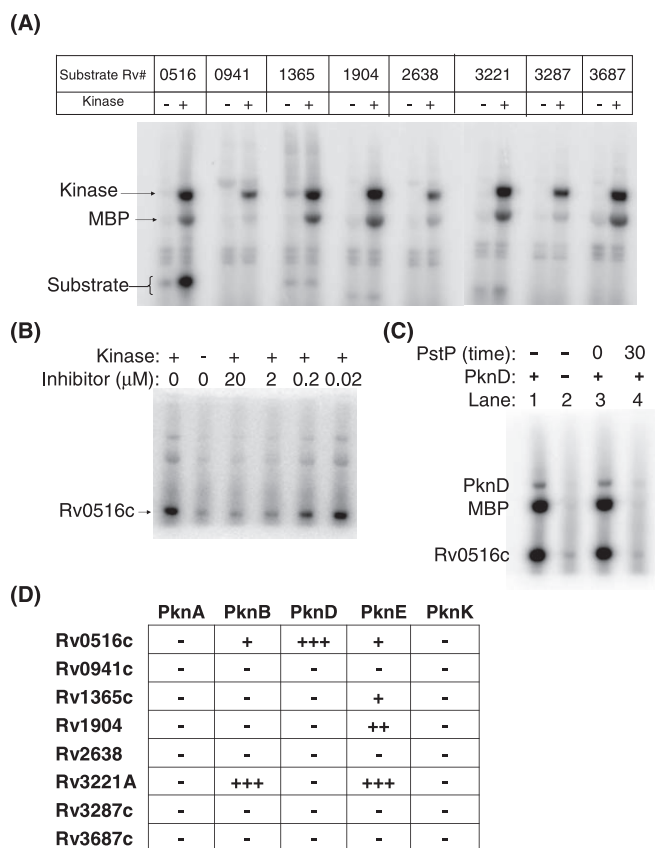 (A)
Substrate Rv# 0516 0941 1365 1904 2638 3221 3287 3687
Kinase - + - + - + - + - + - + - + - +
Kinase
MBP
Substrate
(B)
Kinase: + - + + + +
Inhibitor (μM): 0 0 20 2 0.2 0.02
Rv0516c
(C)
PstP (time): - - 0 30
PknD: + - + +
Lane: 1 2 3 4
PknD
MBP
Rv0516c
(D)
PknA PknB PknD PknE PknK
Rv0516c - + +++ + -
Rv0941c - - - - -
Rv1365c - - - + -
Rv1904 - - - ++ -
Rv2638 - - - - -
Rv3221A - +++ - +++ -
Rv3287c - - - - -
Rv3687c - - - - -